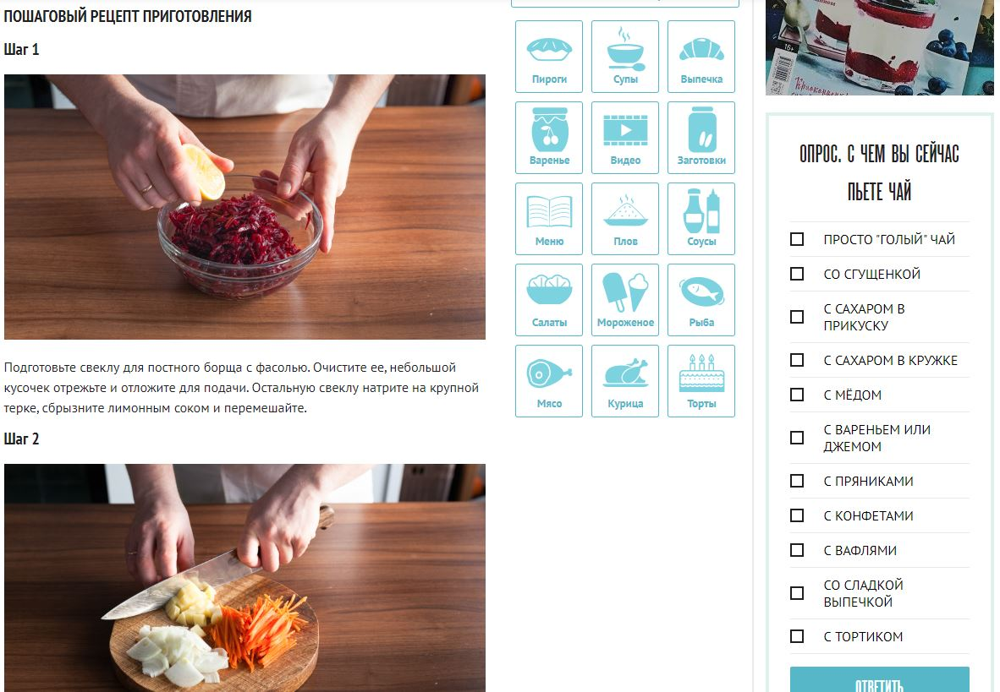 ПОШАГОВЫЙ РЕЦЕПТ ПРИГОТОВЛЕНИЯ
Шаг 1
Подготовьте свеклу для постного борща с фасолью. Очистите ее, небольшой
кусочек отрежьте и отложите для подачи. Остальную свеклу натрите на крупной
терке, сбрызните лимонным соком и перемешайте.
Шаг 2
Пироги
Супы
Выпечка
Варенье
Видео
Заготовки
Меню
Плов
Соусы
Салаты
Мороженое
Рыба
Мясо
Курица
Торты
16+
ОПРОС. С ЧЕМ ВЫ СЕЙЧАС
ПЬЕТЕ ЧАЙ
ПРОСТО "ГОЛЫЙ" ЧАЙ
СО СГУЩЕНКОЙ
С САХАРОМ В
ПРИКУСКУ
С САХАРОМ В КРУЖКЕ
С МЁДОМ
С ВАРЕНЬЕМ ИЛИ
ДЖЕМОМ
С ПРЯНИКАМИ
С КОНФЕТАМИ
С ВАФЛЯМИ
СО СЛАДКОЙ
ВЫПЕЧКОЙ
С ТОРТИКОМ
ОТВЕТИТЬ